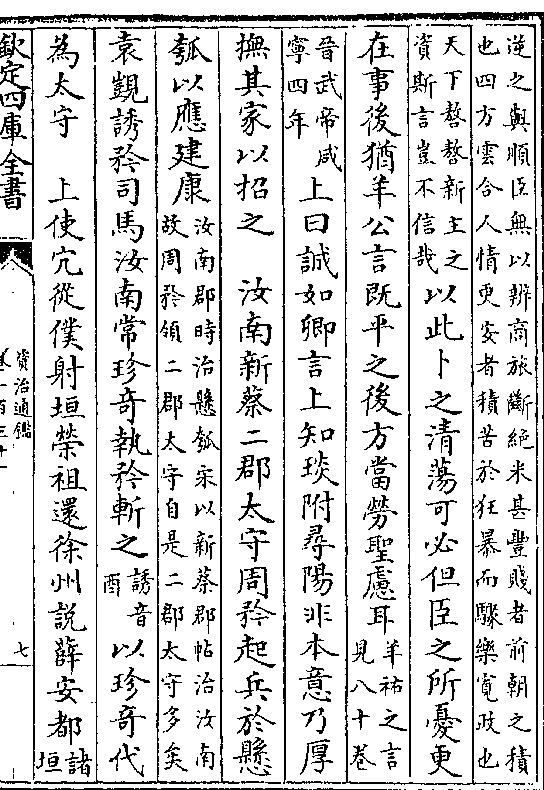 逆之與順臣無以辨商旅斷絶米甚豐賤者前朝之積
也四方雲合人情更安者積苦於狂暴而驟樂寛政也
天下嗸嗸新主之
資斯言豈不信哉以此卜之清蕩可必但臣之所憂更
在事後猶羊公言既平之後方當勞聖慮耳羊祐之言
見八十巻
晉武帝咸
寧四年上曰誠如卿言上知琰附尋陽非本意乃厚
撫其家以招之 汝南新蔡二郡太守周矜起兵於懸
瓠以應建康汝南郡時治懸瓠宋以新蔡郡帖治汝南
故周矜領二郡太守自是二郡太守多矣
袁覬誘矜司馬汝南常珍奇執矜斬之誘音
酉以珍奇代
為太守 上使宂從僕射垣榮祖還徐州説薛安都諸
垣
欽定四庫全書
資治通鑑
卷一百三十一
七